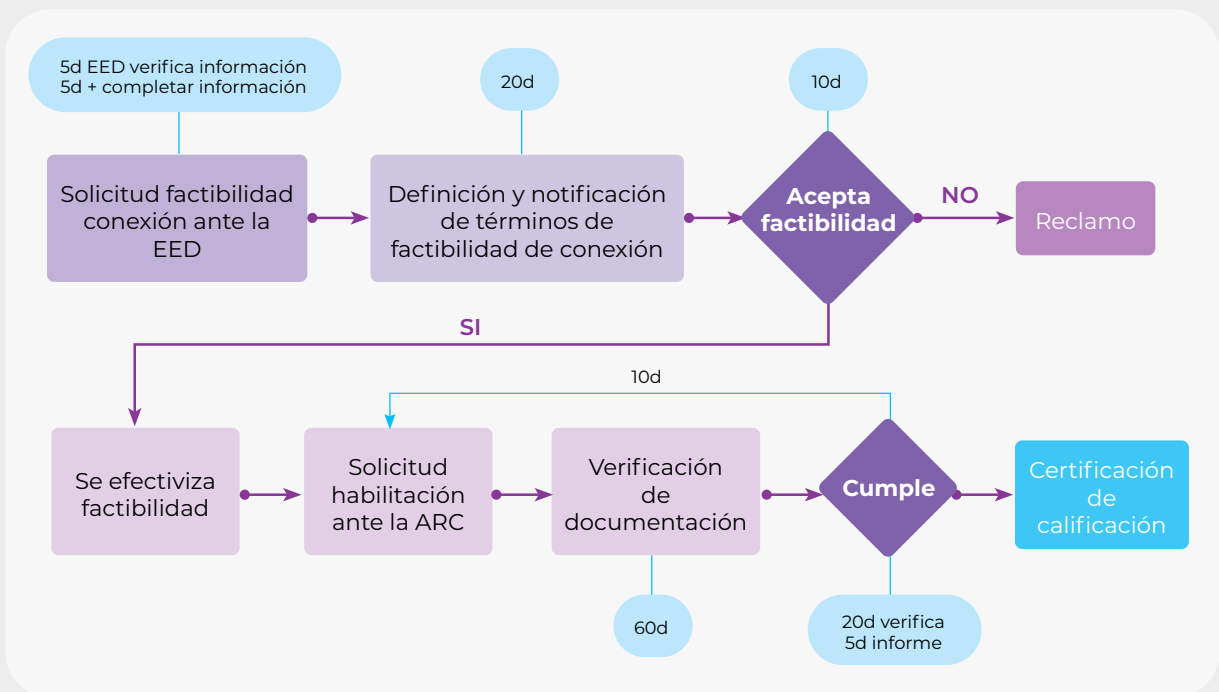 5d EED verifica información
5d + completar información
20d
10d
Solicitud factibilidad
conexión ante la
EED
Definición y notificación
de términos de
factibilidad de conexión
Acepta
factibilidad
NO
Reclamo
SI
10d
Se efectiviza
factibilidad
Solicitud
habilitación
ante la ARC
Verificación
de
documentación
Cumple
Certificación
de
calificación
60d
20d verifica
5d informe